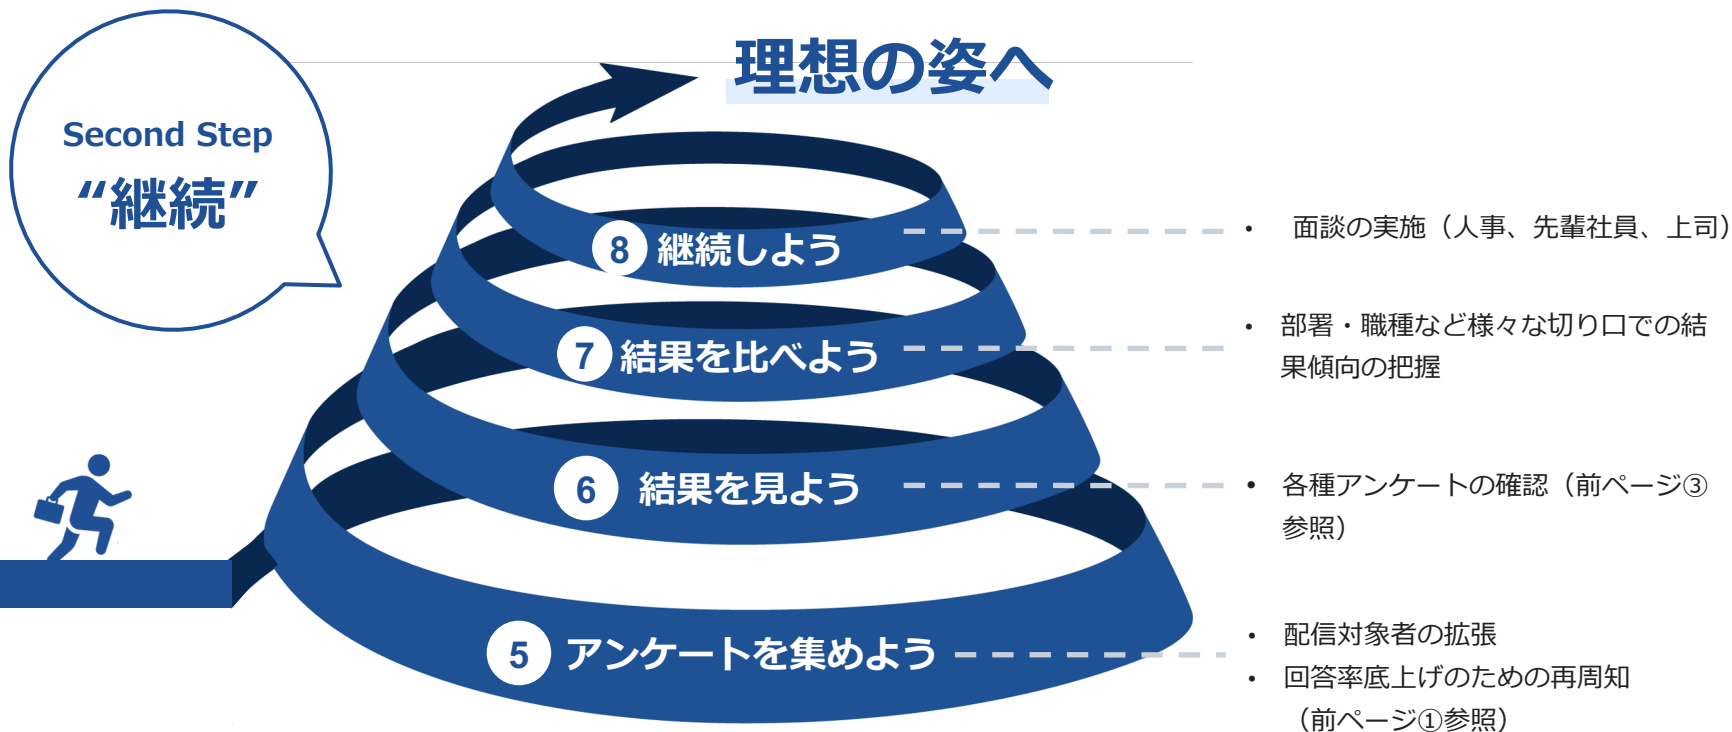 理想の姿へ
Second Step
“継続”
8 継続しよう
・ 面談の実施（人事、先輩社員、上司）
7 結果を比べよう
・ 部署・職種など様々な切り口での結
果傾向の把握
6 結果を見よう
・ 各種アンケートの確認（前ページ③
参照）
5 アンケートを集めよう
・ 配信対象者の拡張
・ 回答率底上げのための再周知
（前ページ①参照）